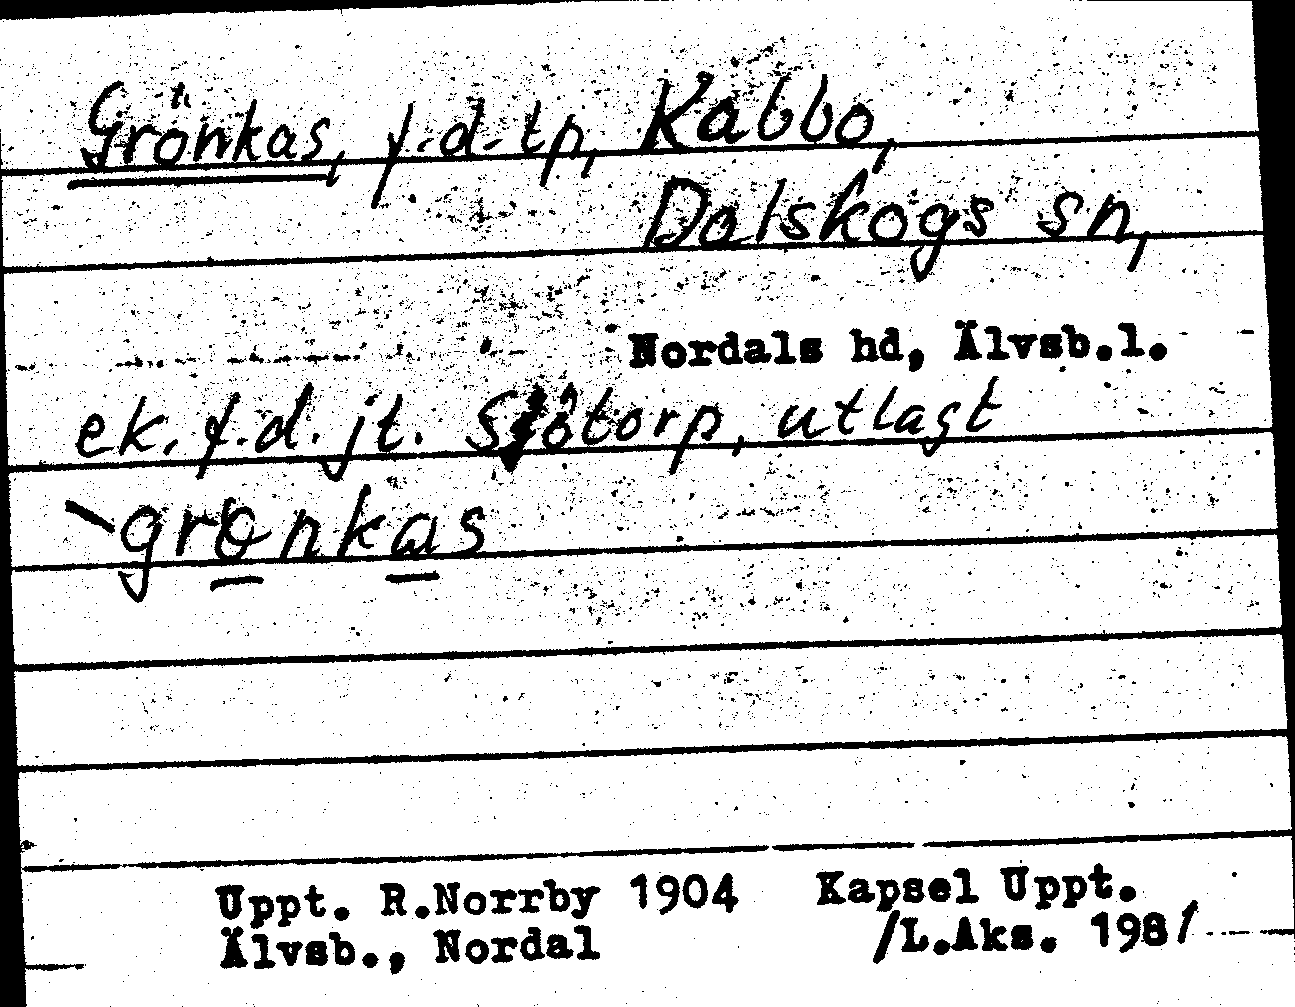 Grönkas, f.d. tp, Kabbo,
Dalskogs sn,
Nordals hd, Älvsb.l.
ek. f.d. jt. Sjötorp, utlagt
`grönkas
Uppt. R.Norrby 1904 Kapsel Uppt.
Älvsb., Nordal /L.Aks. 1981